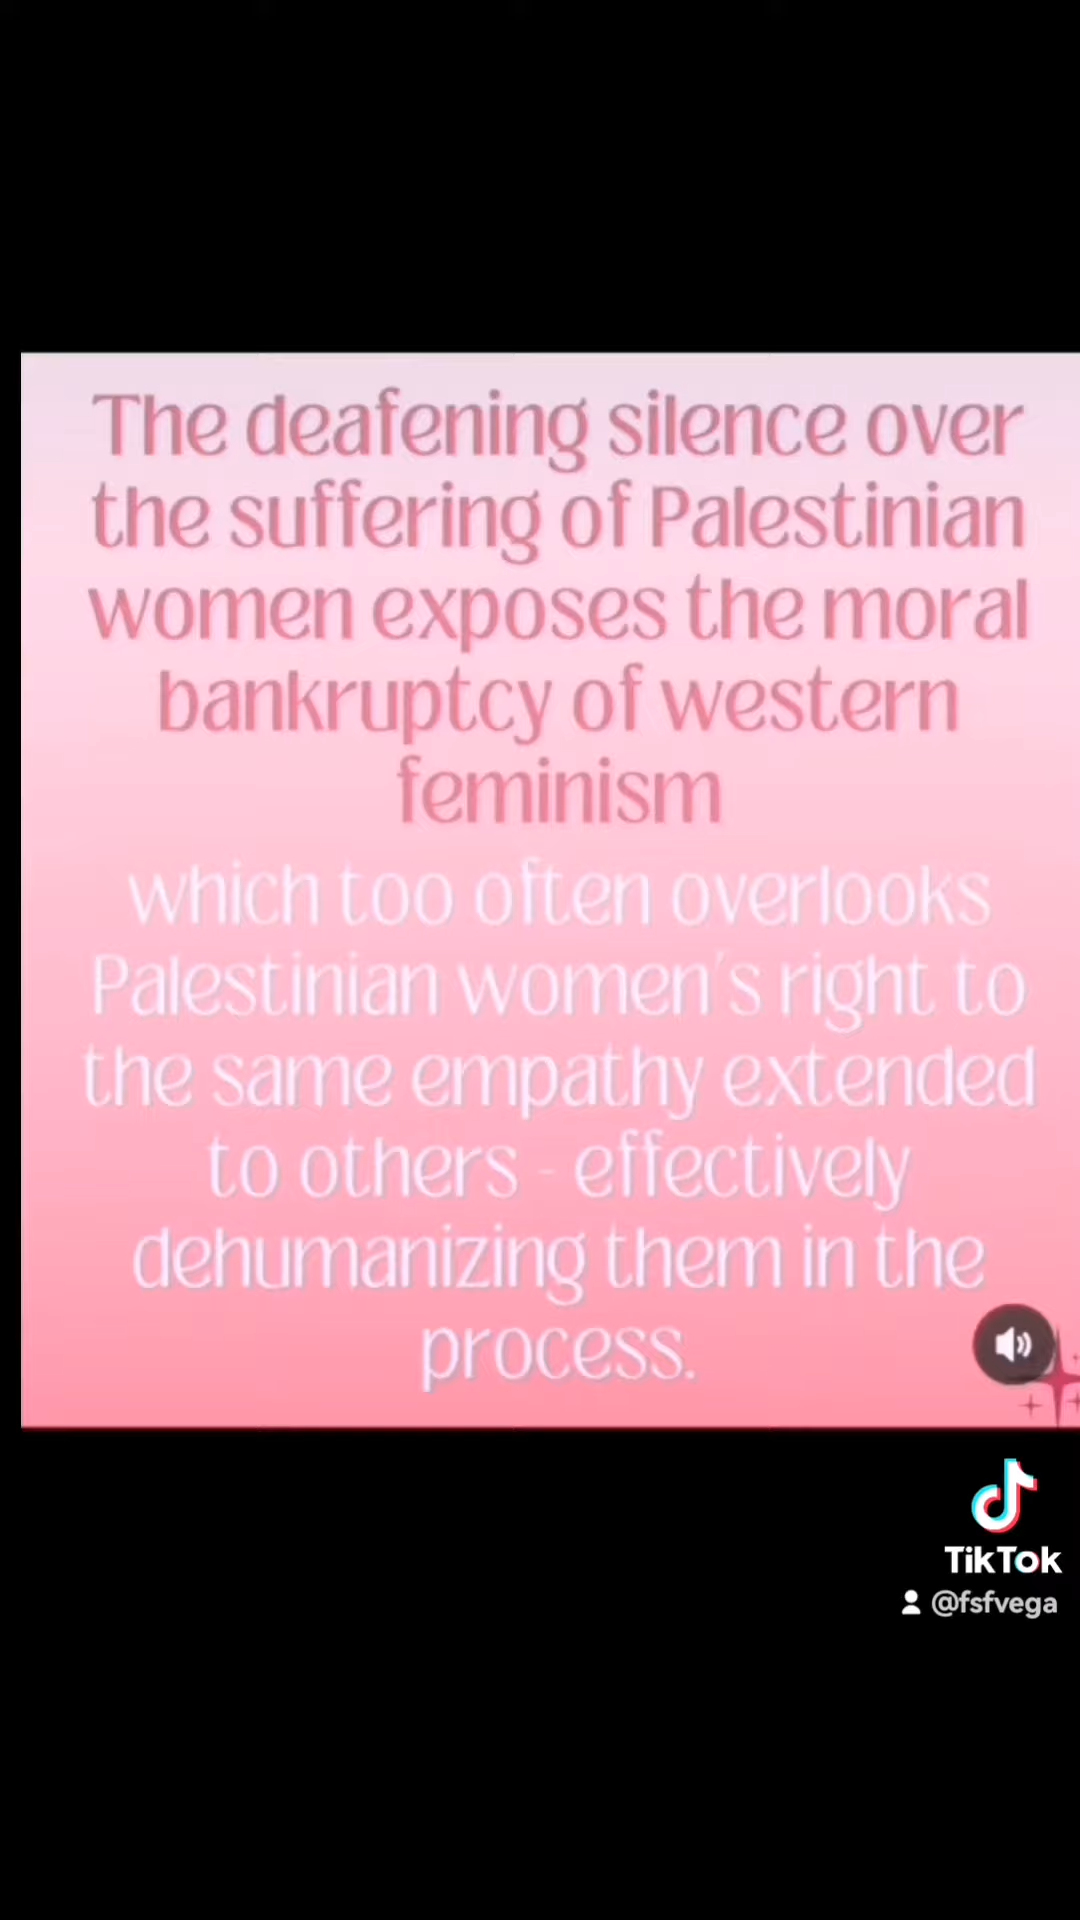 The deafening silence over
the suffering of Palestinian
women exposes the moral
bankruptcy of western
feminism
which too often overlooks
Palestinian women's right to
the same empathy extended
to others - effectively
dehumanizing them in the
process.
TikTok
@fsfvega